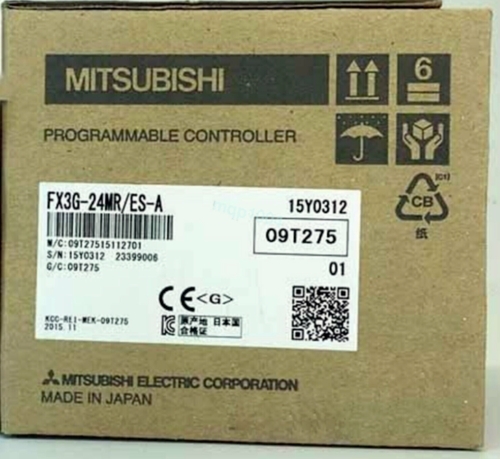 MITSUBISHI
6
PROGRAMMABLE CONTROLLER
FX3G-24MR/ES-A
15Y0312
M/C:09T27515112701
S/N:15Y0312 23399006
G/C:09T275
09T275
01
CE <G>
KCC-REI-MEK-09T275
2015.11
原产地 日本国
合格证
CB
纸
MITSUBISHI ELECTRIC CORPORATION
MADE IN JAPAN